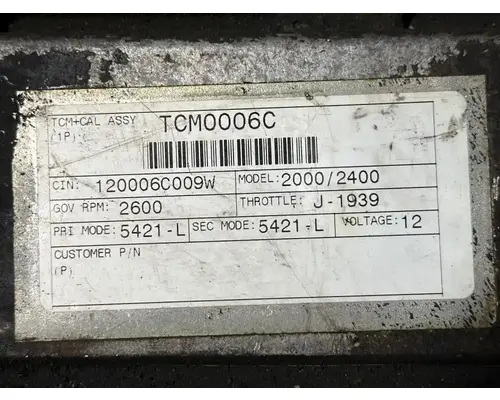 TCM+CAL ASSY TCM0006C
(1P)
CIN: 120006C009W MODEL: 2000/2400
GOV RPM: 2600 THROTTLE: J-1939
PRI MODE: 5421-L SEC MODE: 5421-L VOLTAGE: 12
CUSTOMER P/N
(P)